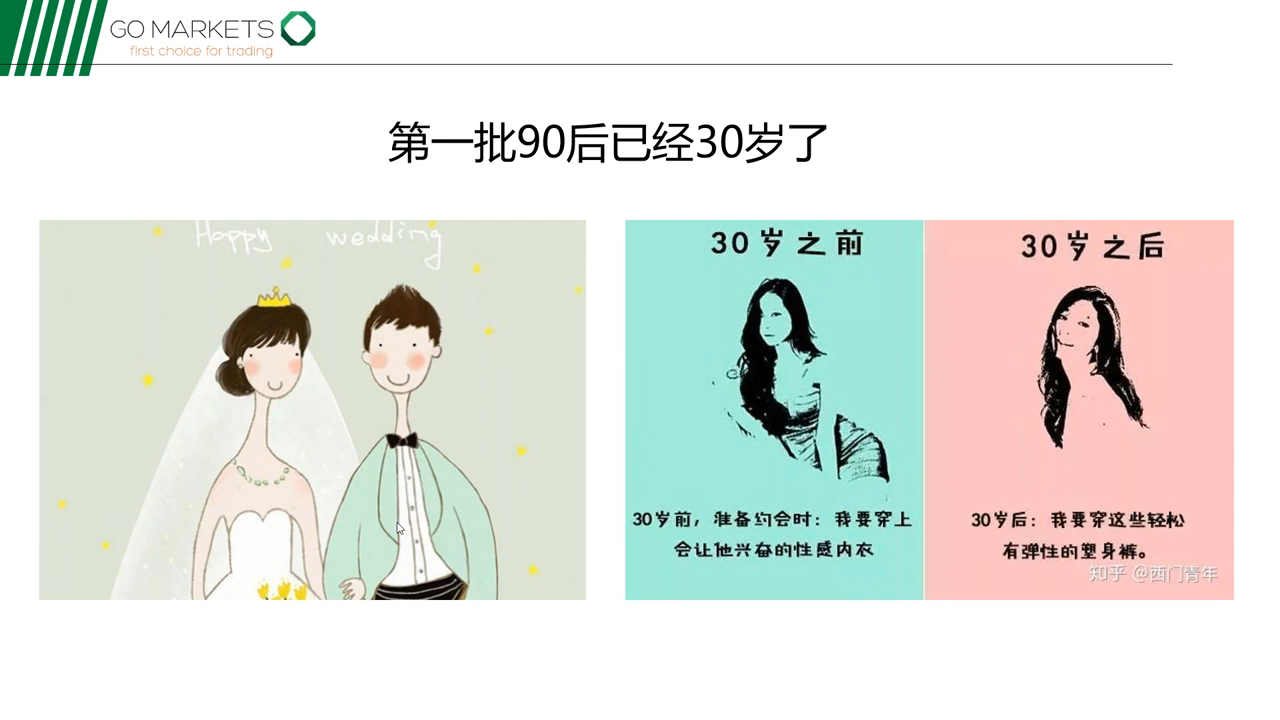 GO MARKETS
first choice for trading
第一批90后已经30岁了
Happy wedding
30岁之前
30岁前，准备约会时：我要穿上
会让他兴奋的性感内衣
30岁之后
30岁后：我要穿这些轻松
有弹性的塑身裤。
知乎 @西门青年